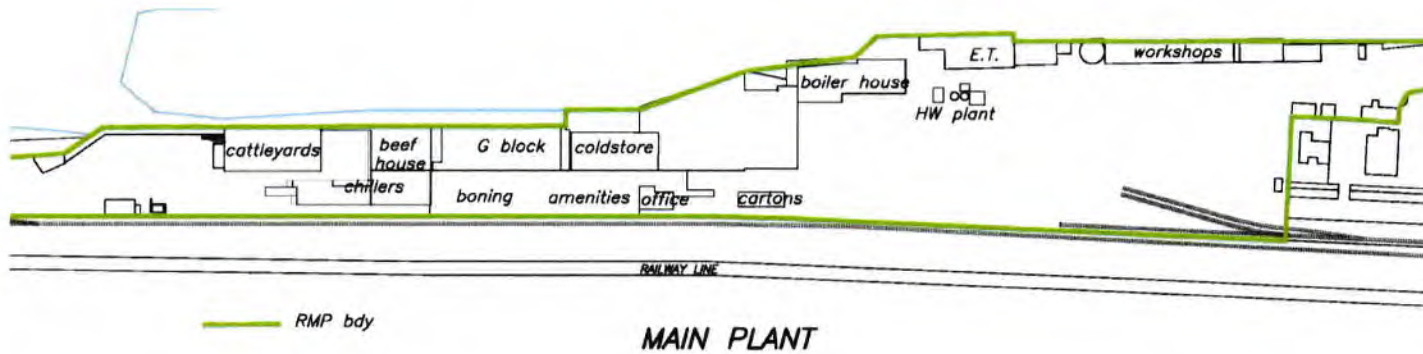 E.T.
workshops
boiler house
HW plant
cattleyards
beef
house
G block
coldstore
chillers
boning
amenities
office
cartons
RAILWAY LINE
RMP bdy
MAIN PLANT